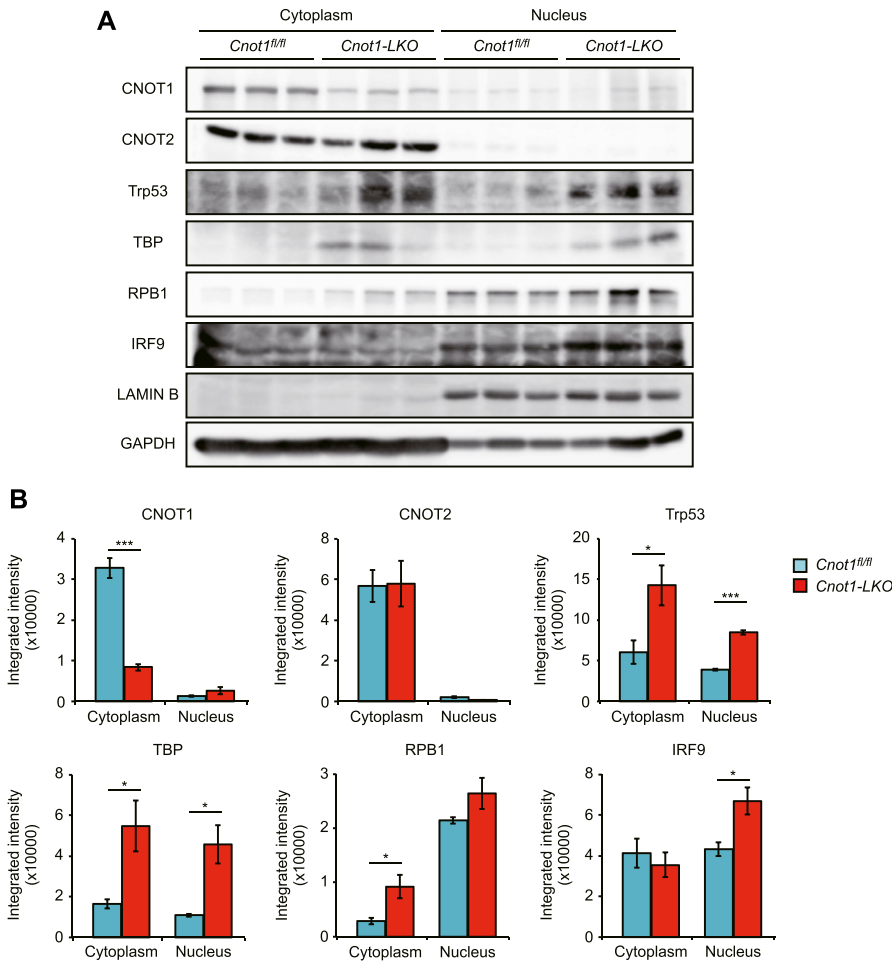 A
Cytoplasm Nucleus
Cnot1fl/fl Cnot1-LKO Cnot1fl/fl Cnot1-LKO
CNOT1
CNOT2
Trp53
TBP
RPB1
IRF9
LAMIN B
GAPDH
B
CNOT1
Integrated intensity
(x10000)
4
3
2
1
0
***
Cytoplasm Nucleus
CNOT2
Integrated intensity
(x10000)
8
6
4
2
0
Cytoplasm Nucleus
Trp53
Integrated intensity
(x10000)
20
15
10
5
0
*
***
Cytoplasm Nucleus
Cnot1fl/fl
Cnot1-LKO
TBP
Integrated intensity
(x10000)
8
6
4
2
0
*
*
Cytoplasm Nucleus
RPB1
Integrated intensity
(x10000)
3
2
1
0
*
Cytoplasm Nucleus
IRF9
Integrated intensity
(x10000)
8
6
4
2
0
*
Cytoplasm Nucleus